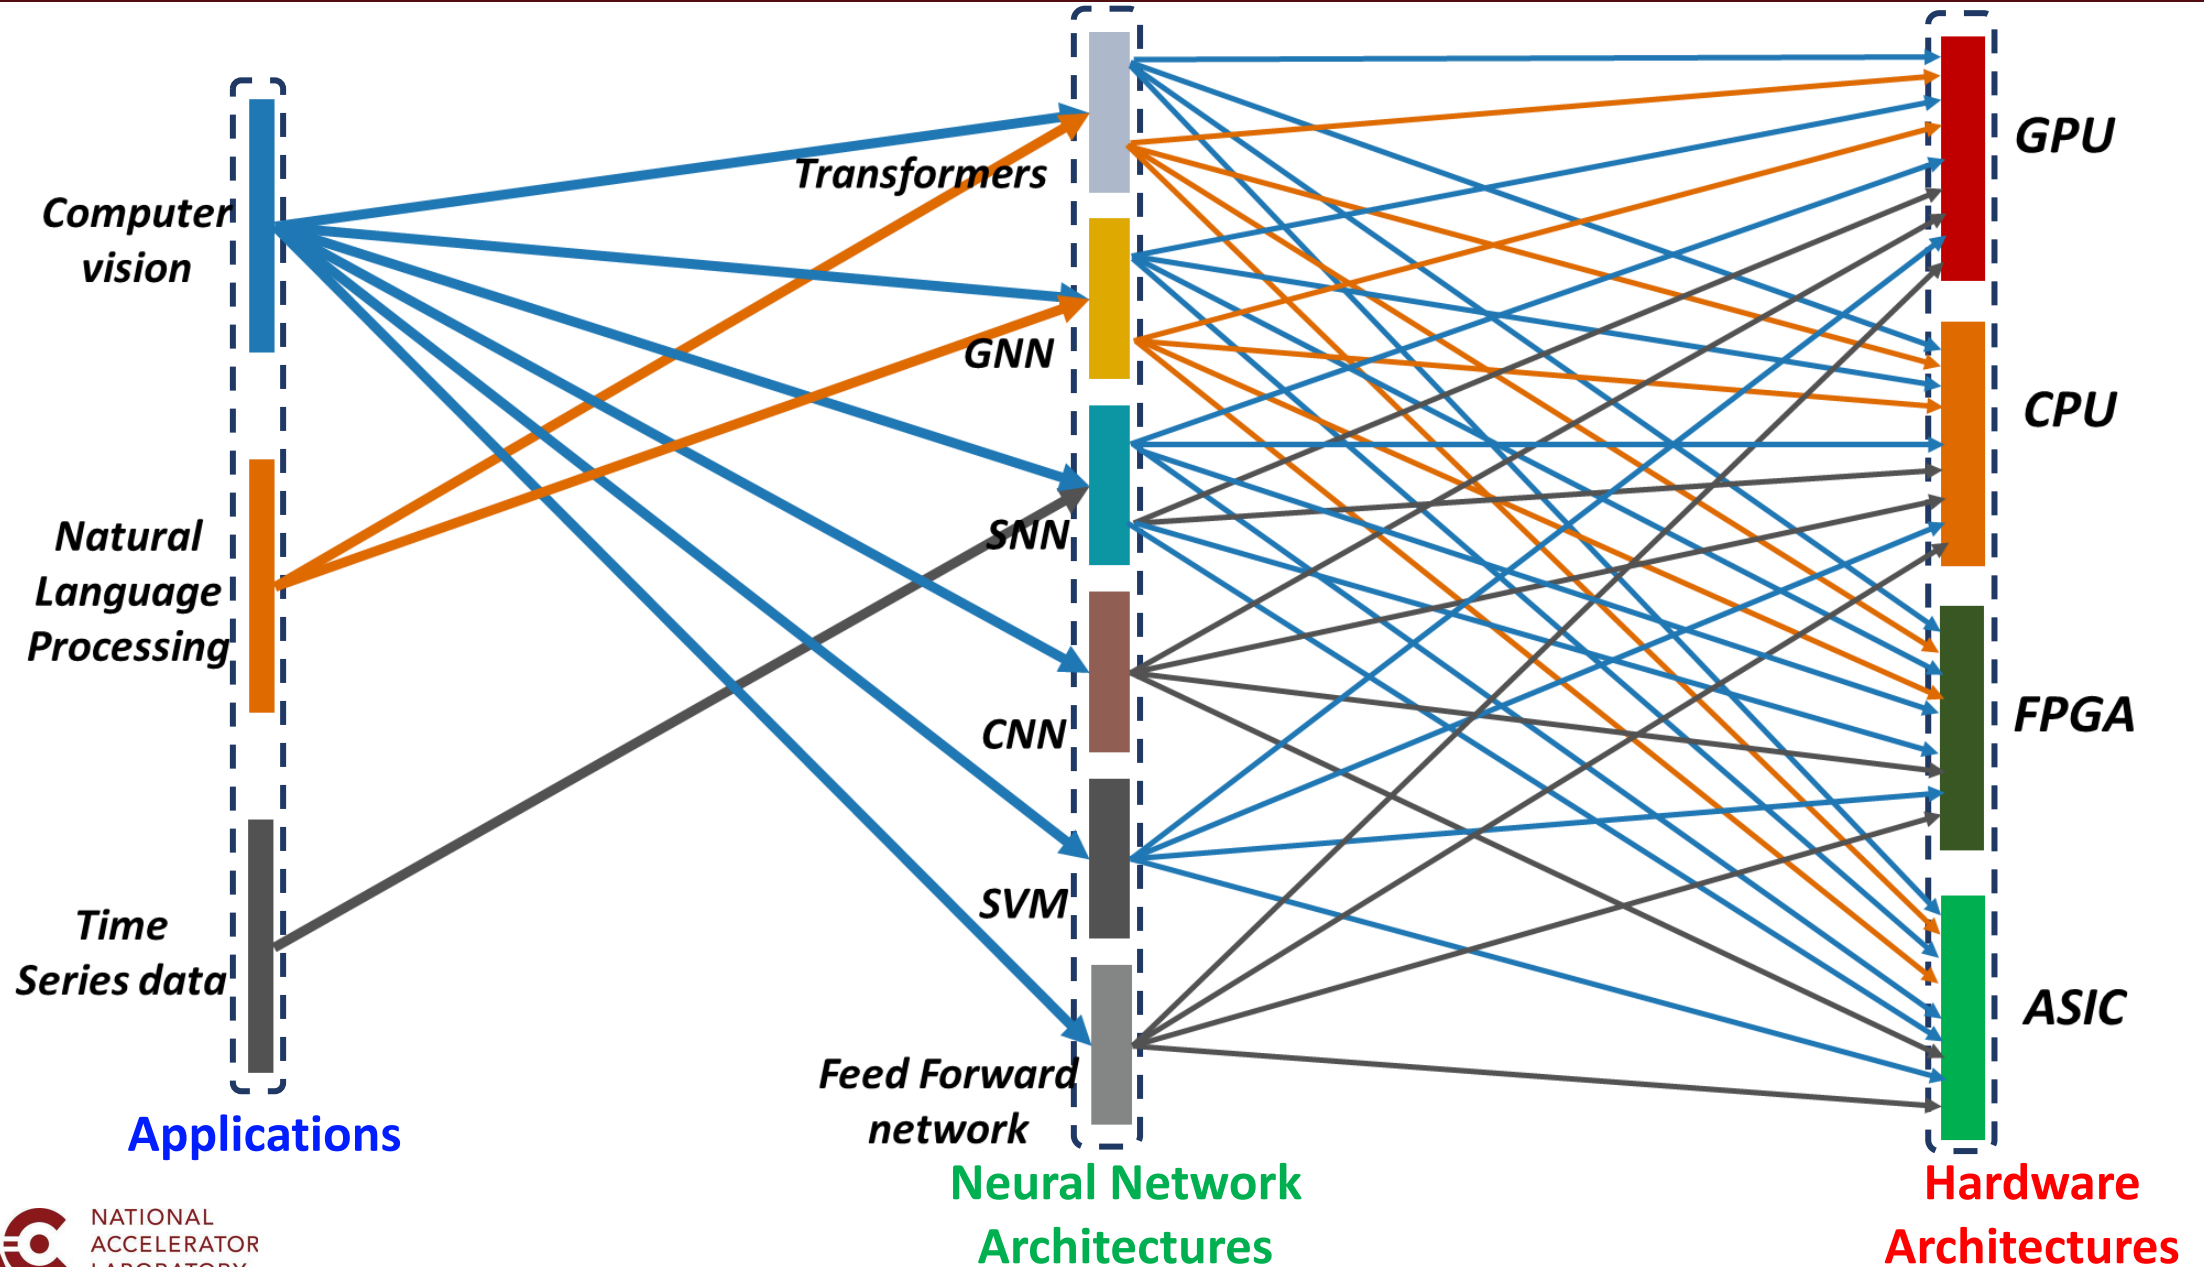 Computer
vision
Natural
Language
Processing
Time
Series data
Applications
Transformers
GNN
SNN
CNN
SVM
Feed Forward
network
Neural Network
Architectures
GPU
CPU
FPGA
ASIC
Hardware
Architectures
NATIONAL
ACCELERATOR
LABORATORY